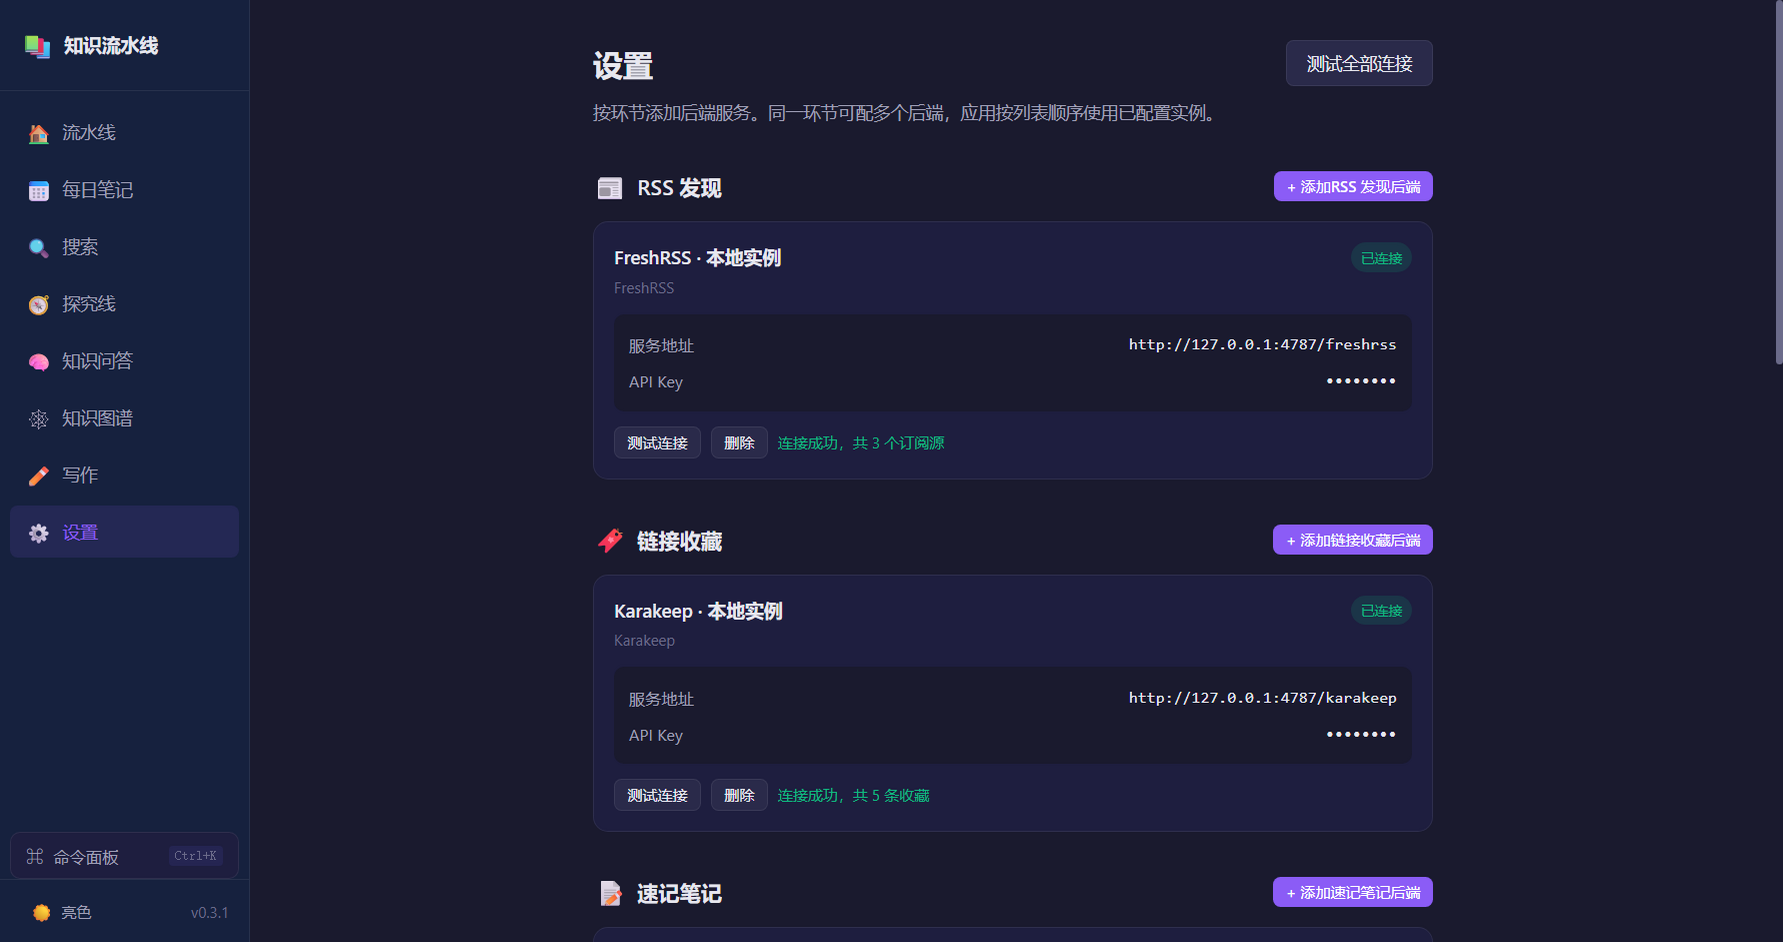 知识流水线
流水线
每日笔记
搜索
探究线
知识问答
知识图谱
写作
设置
命令面板 Ctrl+K
亮色 v0.3.1
设置
测试全部连接
按环节添加后端服务。同一环节可配多个后端，应用按列表顺序使用已配置实例。
RSS 发现
+ 添加RSS 发现后端
FreshRSS · 本地实例
已连接
FreshRSS
服务地址 http://127.0.0.1:4787/freshrss
API Key ••••••••
测试连接 删除 连接成功，共 3 个订阅源
链接收藏
+ 添加链接收藏后端
Karakeep · 本地实例
已连接
Karakeep
服务地址 http://127.0.0.1:4787/karakeep
API Key ••••••••
测试连接 删除 连接成功，共 5 条收藏
速记笔记
+ 添加速记笔记后端